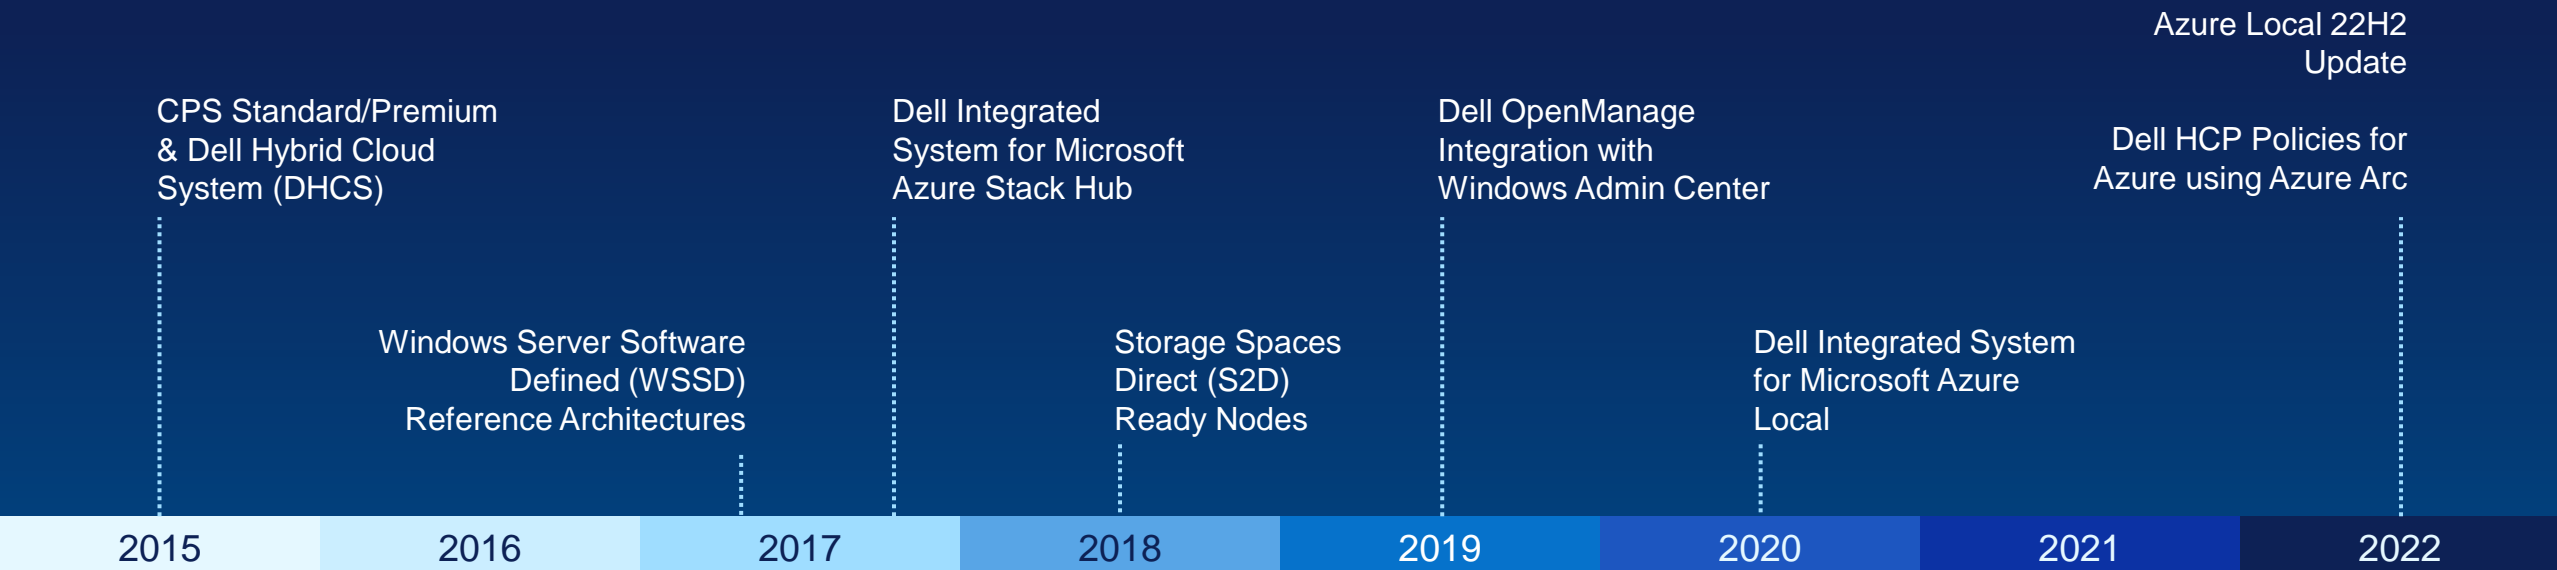 Azure Local 22H2
Update
CPS Standard/Premium
& Dell Hybrid Cloud
System (DHCS)
Dell Integrated
System for Microsoft
Azure Stack Hub
Dell OpenManage
Integration with
Windows Admin Center
Dell HCP Policies for
Azure using Azure Arc
Windows Server Software
Defined (WSSD)
Reference Architectures
Storage Spaces
Direct (S2D)
Ready Nodes
Dell Integrated System
for Microsoft Azure
Local
2015 2016 2017 2018 2019 2020 2021 2022